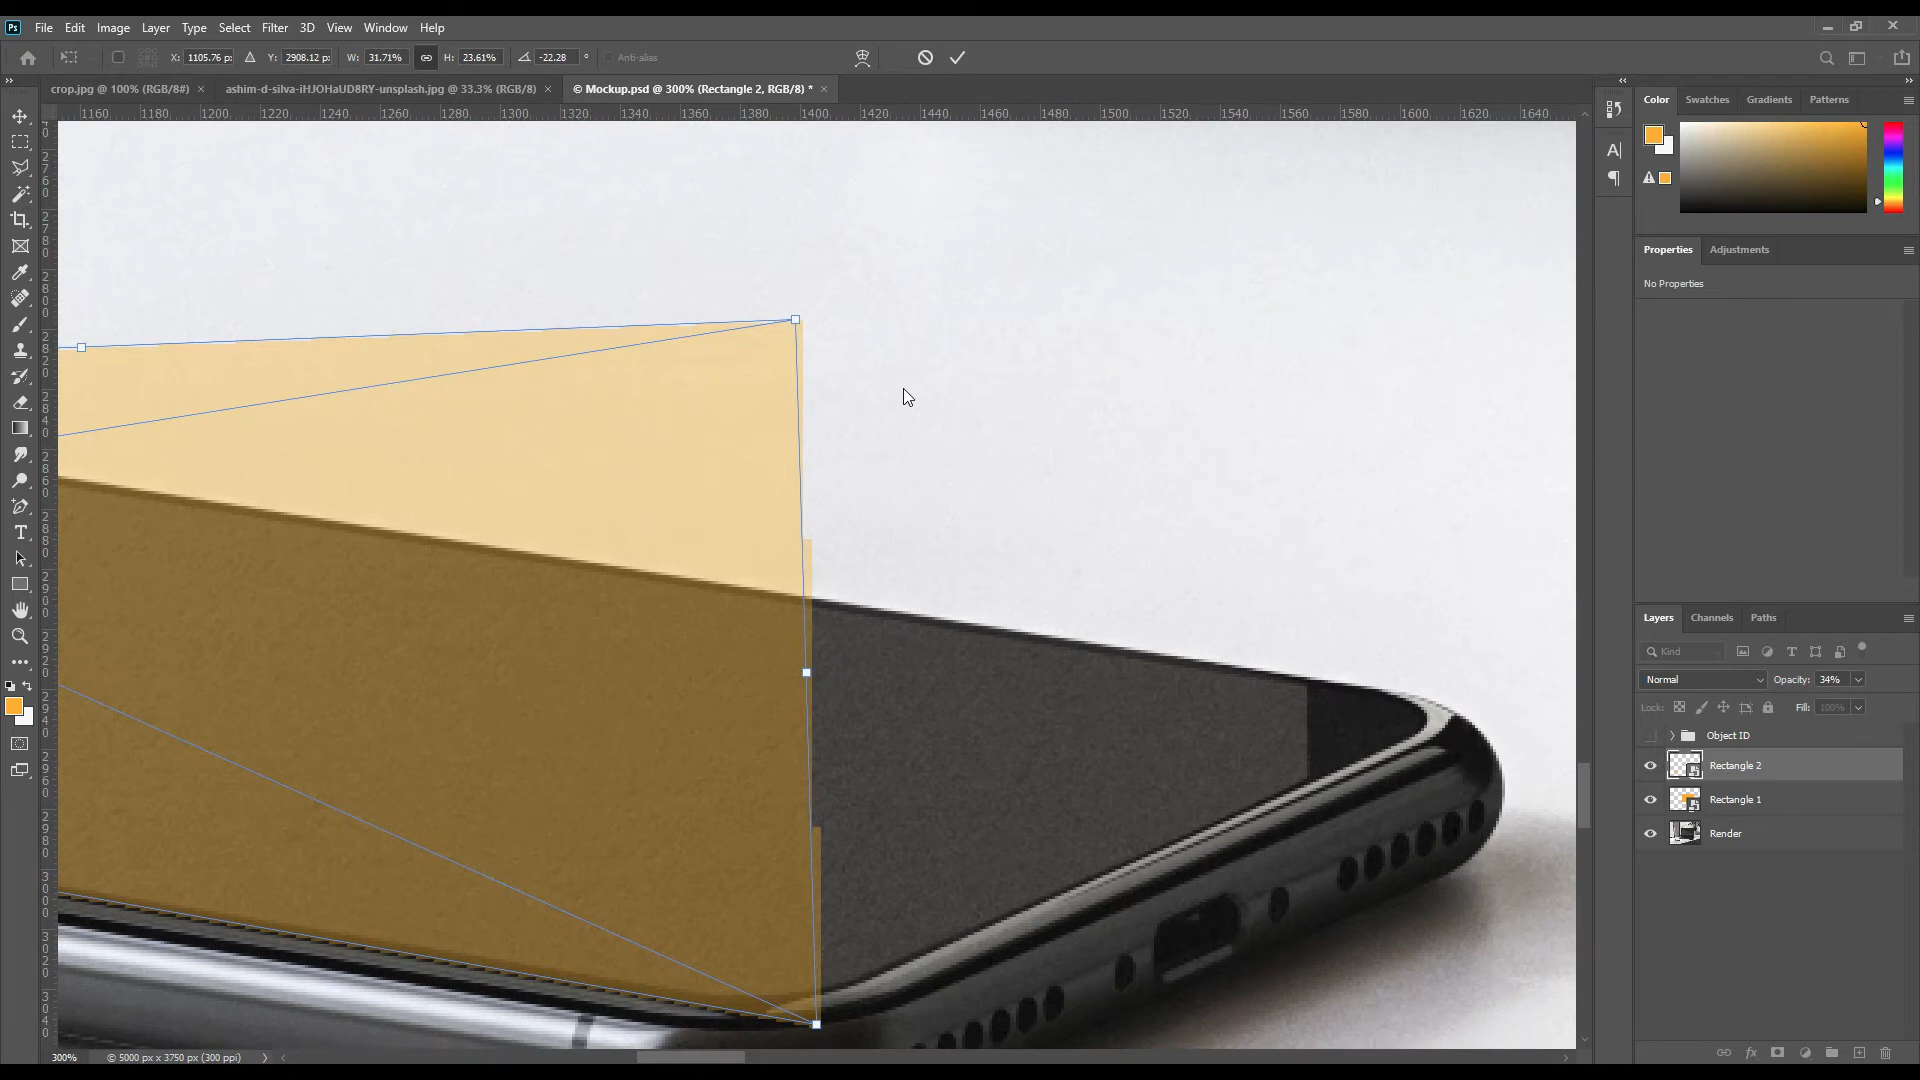 Ps File Edit Image Layer Type Select Filter 3D View Window Help
X: 1105.76 p: Y: 2908.12 p: W: 31.71% H: 23.61% -22.28 ° Anti-alias
crop.jpg @ 100% (RGB/8#) × ashim-d-silva-iHJOHaUD8RY-unsplash.jpg @ 33.3% (RGB/8) × © Mockup.psd @ 300% (Rectangle 2, RGB/8) * ×
1160 1180 1200 1220 1240 1260 1280 1300 1320 1340 1360 1380 1400 1420 1440 1460 1480 1500 1520 1540 1560 1580 1600 1620 1640
Color Swatches Gradients Patterns
Properties Adjustments
No Properties
Layers Channels Paths
Kind
Normal Opacity: 34%
Lock: Fill: 100%
Object ID
Rectangle 2
Rectangle 1
Render
300% © 5000 px x 3750 px (300 ppi)